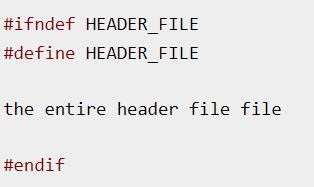 #ifndef HEADER_FILE
#define HEADER_FILE
the entire header file file
#endif